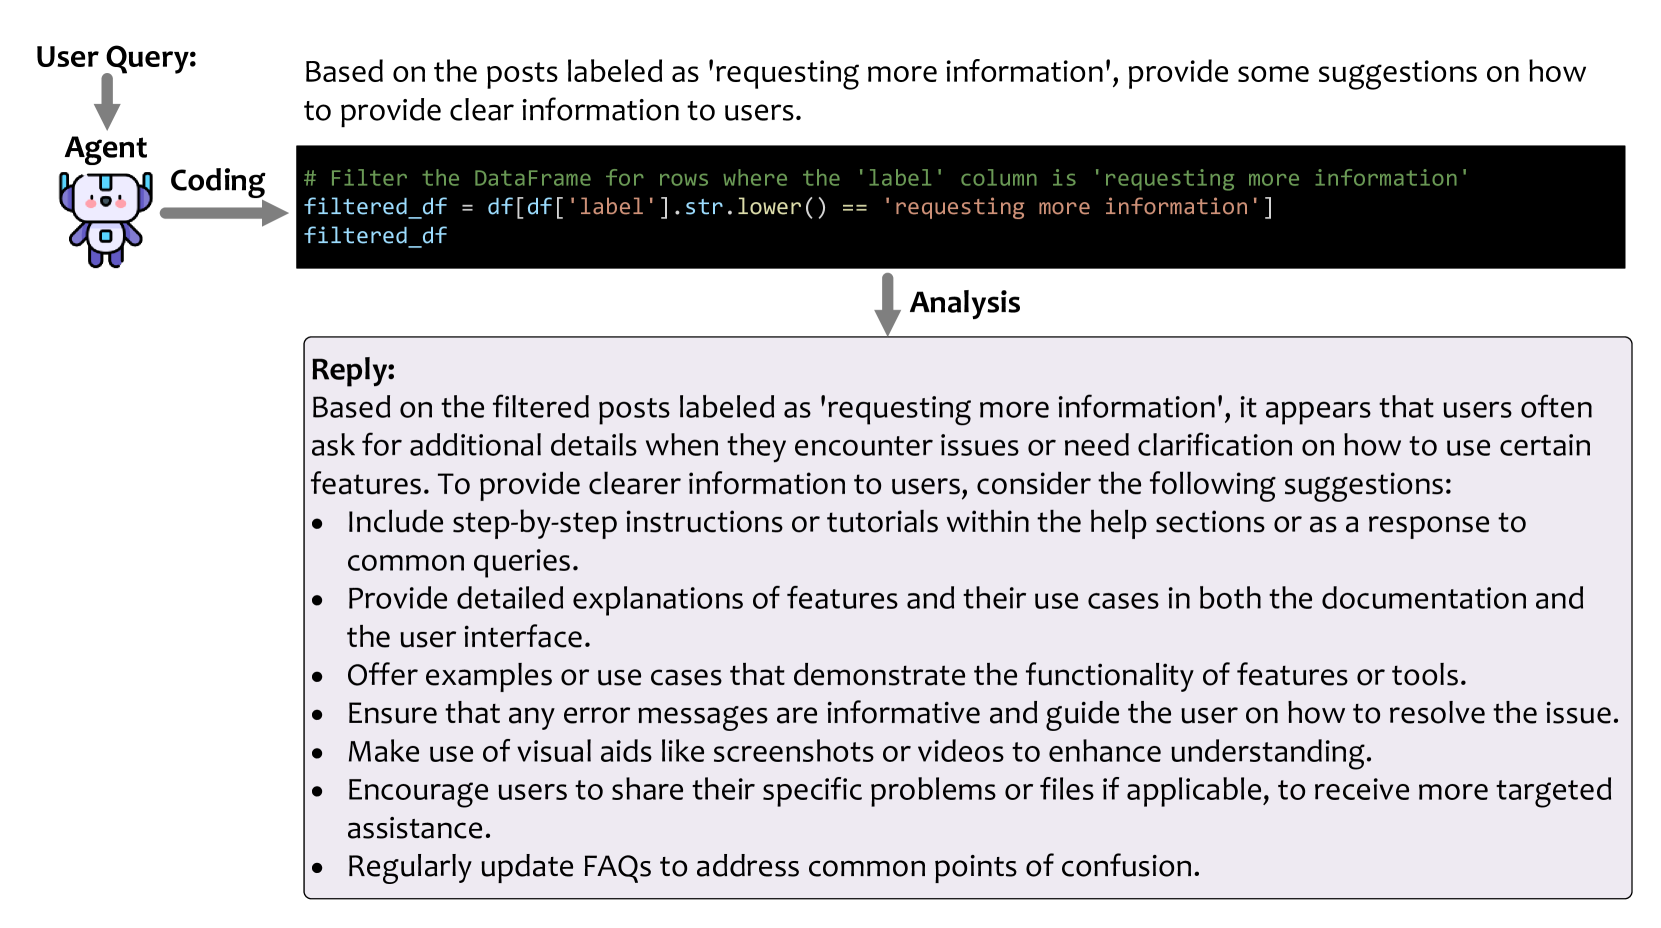 User Query:
Based on the posts labeled as 'requesting more information', provide some suggestions on how
to provide clear information to users.
Agent
Coding
# Filter the DataFrame for rows where the 'label' column is 'requesting more information'
filtered_df = df[df['label'].str.lower() == 'requesting more information']
filtered_df
Analysis
Reply:
Based on the filtered posts labeled as 'requesting more information', it appears that users often
ask for additional details when they encounter issues or need clarification on how to use certain
features. To provide clearer information to users, consider the following suggestions:
• Include step-by-step instructions or tutorials within the help sections or as a response to
common queries.
• Provide detailed explanations of features and their use cases in both the documentation and
the user interface.
• Offer examples or use cases that demonstrate the functionality of features or tools.
• Ensure that any error messages are informative and guide the user on how to resolve the issue.
• Make use of visual aids like screenshots or videos to enhance understanding.
• Encourage users to share their specific problems or files if applicable, to receive more targeted
assistance.
• Regularly update FAQs to address common points of confusion.